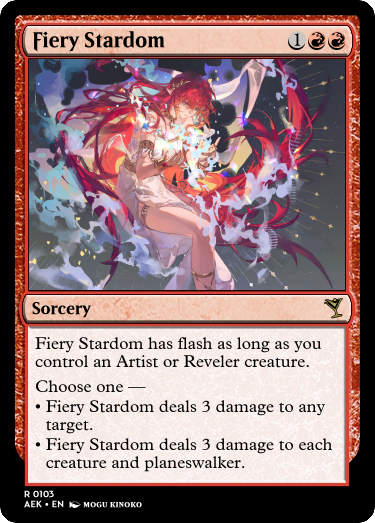 Fiery Stardom 1
Sorcery
Fiery Stardom has flash as long as you
control an Artist or Reveler creature.
Choose one —
• Fiery Stardom deals 3 damage to any
target.
• Fiery Stardom deals 3 damage to each
creature and planeswalker.
R 0103
AEK • EN MOGU KINOKO